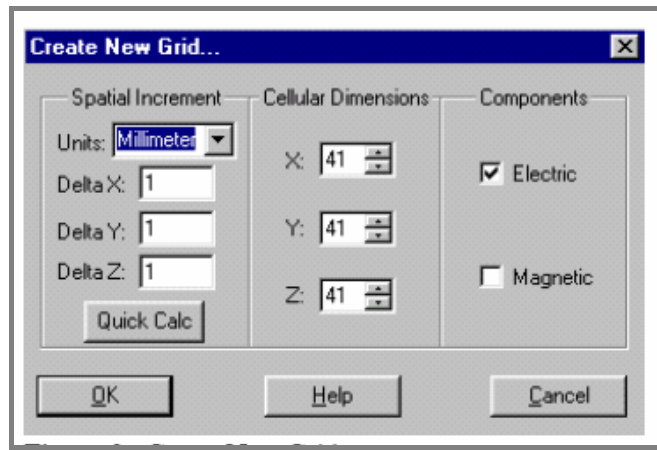 Create New Grid...
Spatial Increment
Units: Millimeter
Delta X: 1
Delta Y: 1
Delta Z: 1
Quick Calc
Cellular Dimensions
X: 41
Y: 41
Z: 41
Components
Electric
Magnetic
OK
Help
Cancel